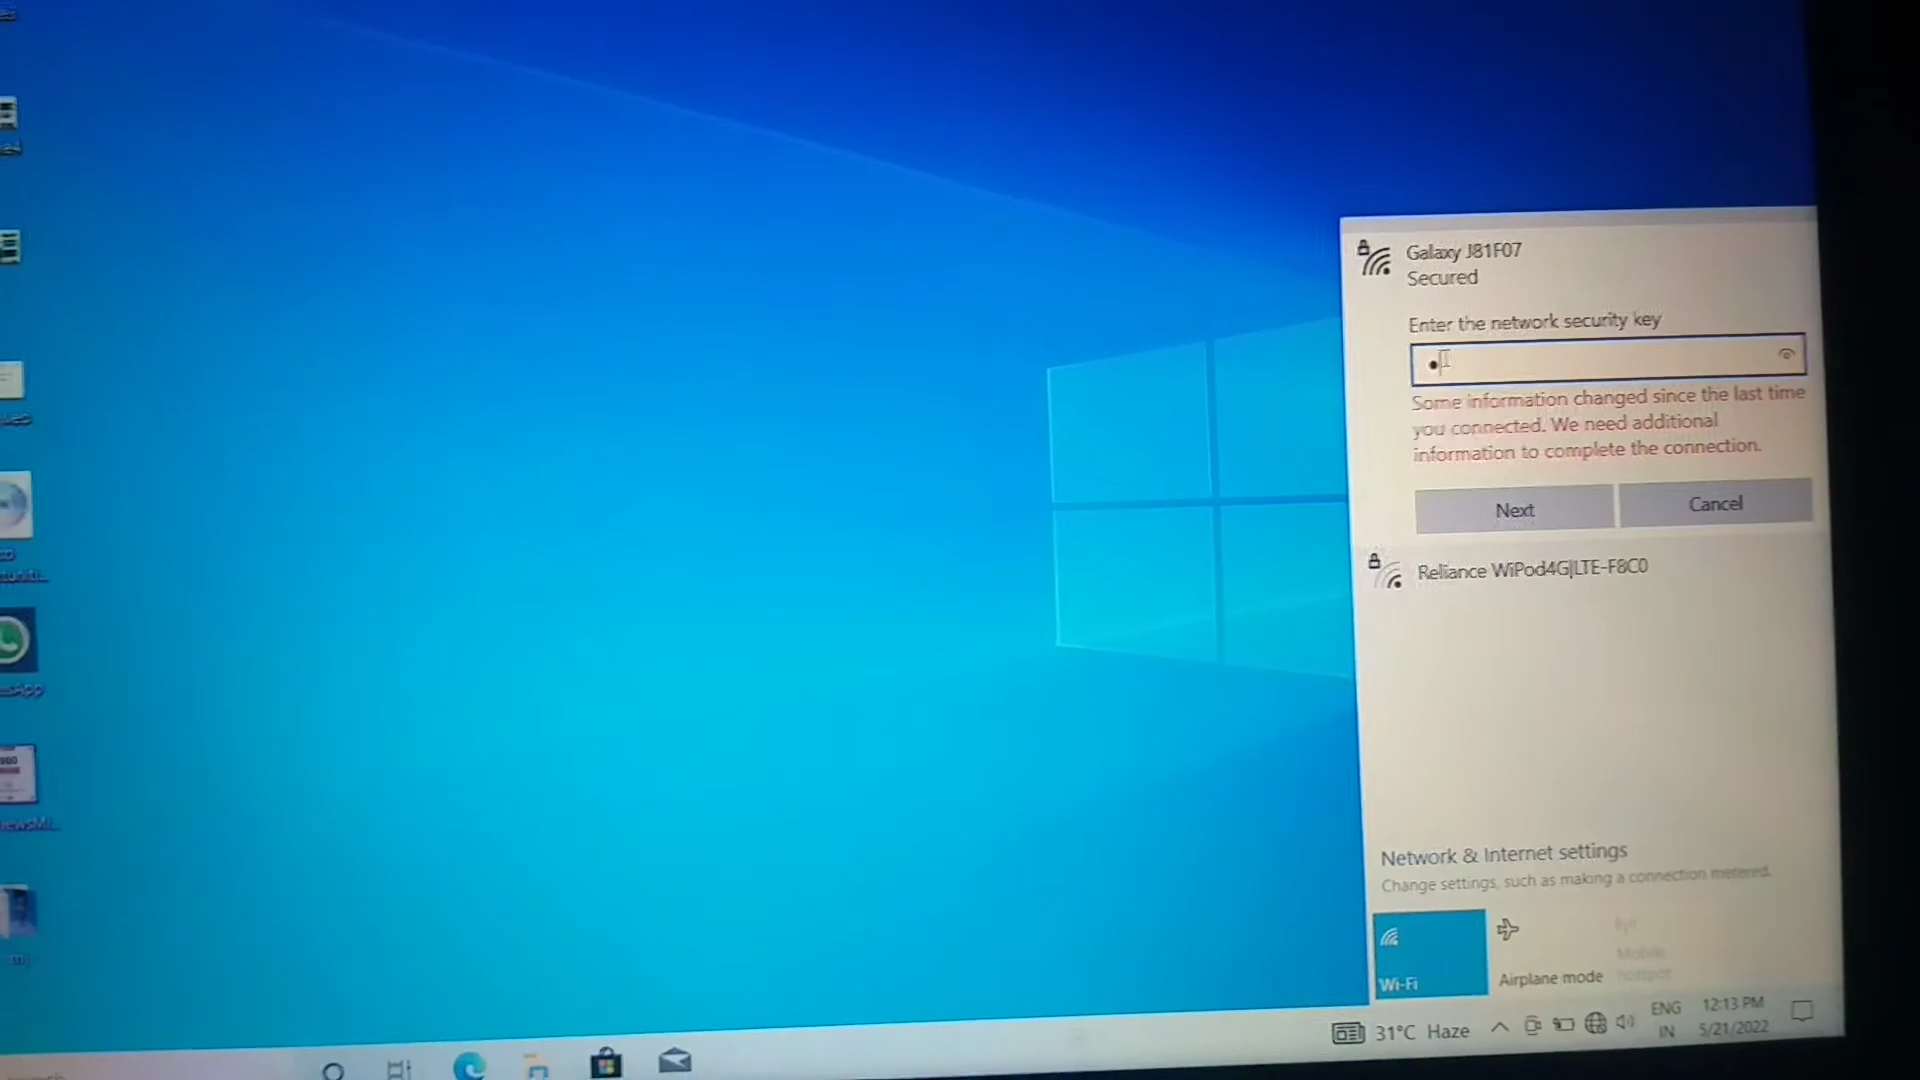 Galaxy J81F07
Secured
Enter the network security key
Some information changed since the last time
you connected. We need additional
information to complete the connection.
Next
Cancel
Reliance WiPod4G|LTE-F8C0
Network & Internet settings
Change settings, such as making a connection metered.
Wi-Fi
Airplane mode
Mobile
hotspot
31°C Haze
ENG
IN
12:13 PM
5/21/2022